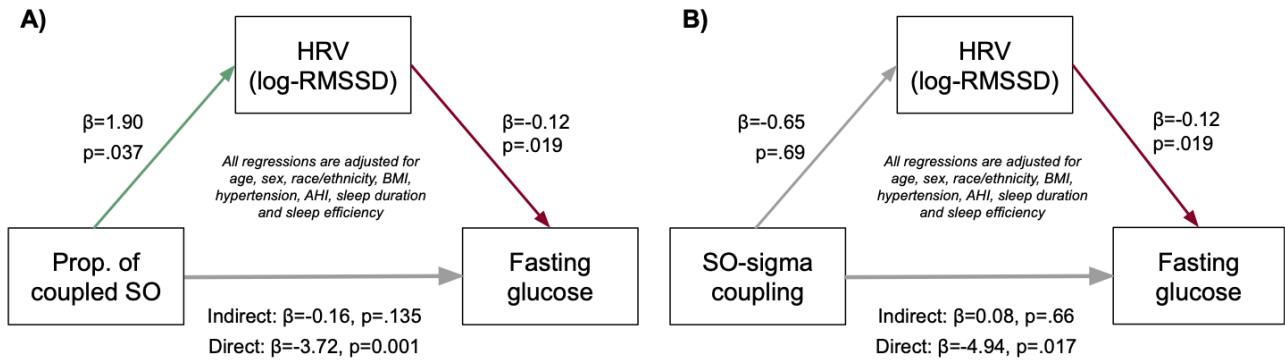 A)
HRV
(log-RMSSD)
β=1.90
p=.037
β=-0.12
p=.019
All regressions are adjusted for
age, sex, race/ethnicity, BMI,
hypertension, AHI, sleep duration
and sleep efficiency
Prop. of
coupled SO
Fasting
glucose
Indirect: β=-0.16, p=.135
Direct: β=-3.72, p=0.001
B)
HRV
(log-RMSSD)
β=-0.65
p=.69
β=-0.12
p=.019
All regressions are adjusted for
age, sex, race/ethnicity, BMI,
hypertension, AHI, sleep duration
and sleep efficiency
SO-sigma
coupling
Fasting
glucose
Indirect: β=0.08, p=.66
Direct: β=-4.94, p=.017